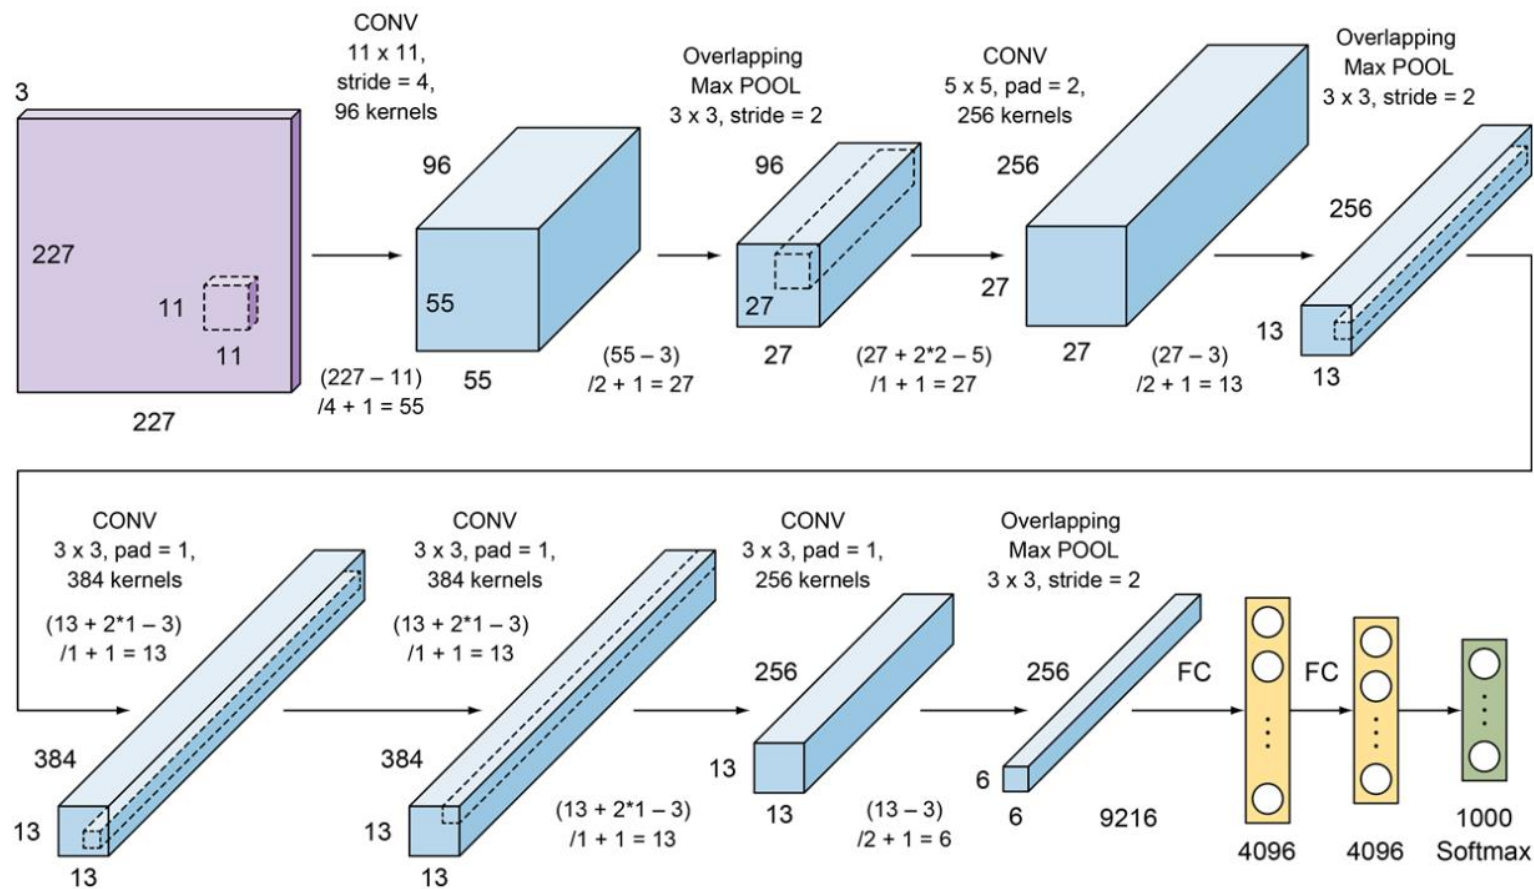 CONV
11 x 11,
stride = 4,
96 kernels
Overlapping
Max POOL
3 x 3, stride = 2
CONV
5 x 5, pad = 2,
256 kernels
Overlapping
Max POOL
3 x 3, stride = 2
3
227
11
11
227
(227 – 11)
/4 + 1 = 55
96
55
55
(55 – 3)
/2 + 1 = 27
96
27
27
(27 + 2*2 – 5)
/1 + 1 = 27
256
27
27
(27 – 3)
/2 + 1 = 13
256
13
13
CONV
3 x 3, pad = 1,
384 kernels
(13 + 2*1 – 3)
/1 + 1 = 13
384
13
13
CONV
3 x 3, pad = 1,
384 kernels
(13 + 2*1 – 3)
/1 + 1 = 13
384
13
13
CONV
3 x 3, pad = 1,
256 kernels
(13 + 2*1 – 3)
/1 + 1 = 13
256
13
13
Overlapping
Max POOL
3 x 3, stride = 2
(13 – 3)
/2 + 1 = 6
256
6
6
9216
FC
4096
FC
4096
1000
Softmax